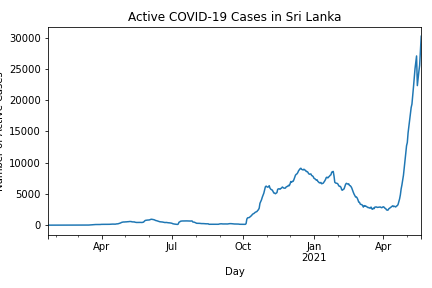 Active COVID-19 Cases in Sri Lanka
30000
25000
20000
15000
10000
5000
0
Number of Active Cases
Apr Jul Oct Jan Apr
2021
Day